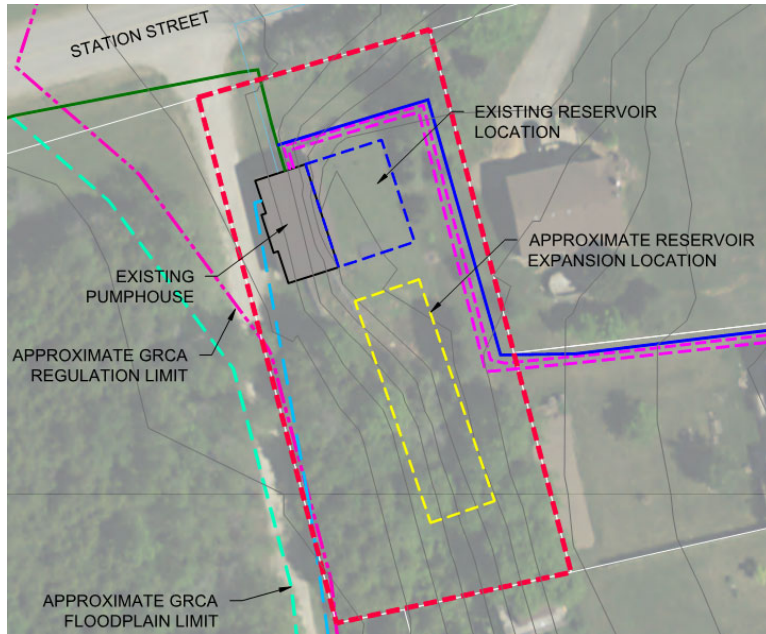 STATION STREET
EXISTING RESERVOIR
LOCATION
APPROXIMATE RESERVOIR
EXPANSION LOCATION
EXISTING
PUMPHOUSE
APPROXIMATE GRCA
REGULATION LIMIT
APPROXIMATE GRCA
FLOODPLAIN LIMIT